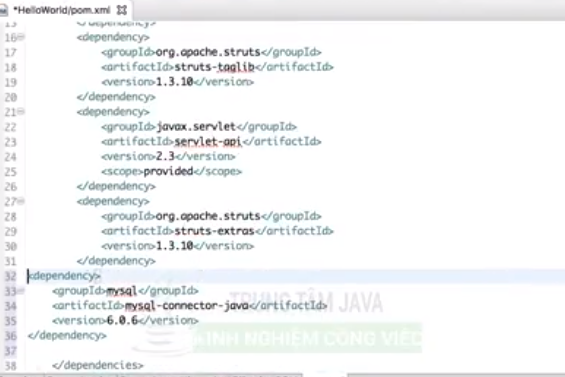 *HelloWorld/pom.xml
15 </dependency>
16 <dependency>
17 <groupId>org.apache.struts</groupId>
18 <artifactId>struts-taglib</artifactId>
19 <version>1.3.10</version>
20 </dependency>
21 <dependency>
22 <groupId>javax.servlet</groupId>
23 <artifactId>servlet-api</artifactId>
24 <version>2.3</version>
25 <scope>provided</scope>
26 </dependency>
27 <dependency>
28 <groupId>org.apache.struts</groupId>
29 <artifactId>struts-extras</artifactId>
30 <version>1.3.10</version>
31 </dependency>
32 <dependency>
33 <groupId>mysql</groupId>
34 <artifactId>mysql-connector-java</artifactId>
35 <version>6.0.6</version>
36 </dependency>
37
38 </dependencies>
TRUNG TÂM JAVA
KINH NGHIỆM CÔNG VIỆC